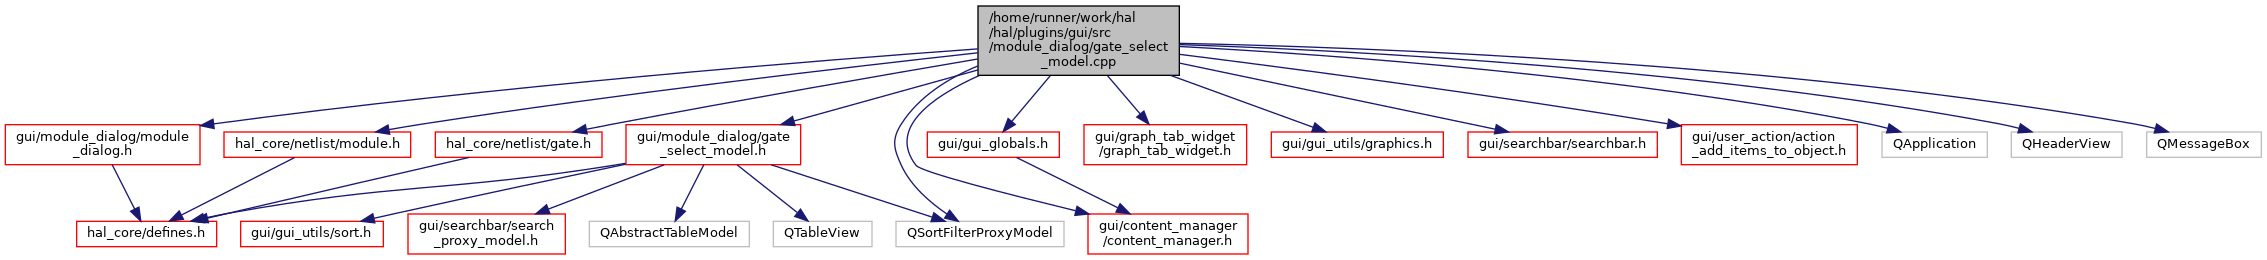 /home/runner/work/hal
/hal/plugins/gui/src
/module_dialog/gate_select
_model.cpp
gui/module_dialog/module
_dialog.h
hal_core/netlist/module.h
hal_core/netlist/gate.h
gui/module_dialog/gate
_select_model.h
gui/gui_globals.h
gui/graph_tab_widget
/graph_tab_widget.h
gui/gui_utils/graphics.h
gui/searchbar/searchbar.h
gui/user_action/action
_add_items_to_object.h
QApplication
QHeaderView
QMessageBox
hal_core/defines.h
gui/gui_utils/sort.h
gui/searchbar/search
_proxy_model.h
QAbstractTableModel
QTableView
QSortFilterProxyModel
gui/content_manager
/content_manager.h